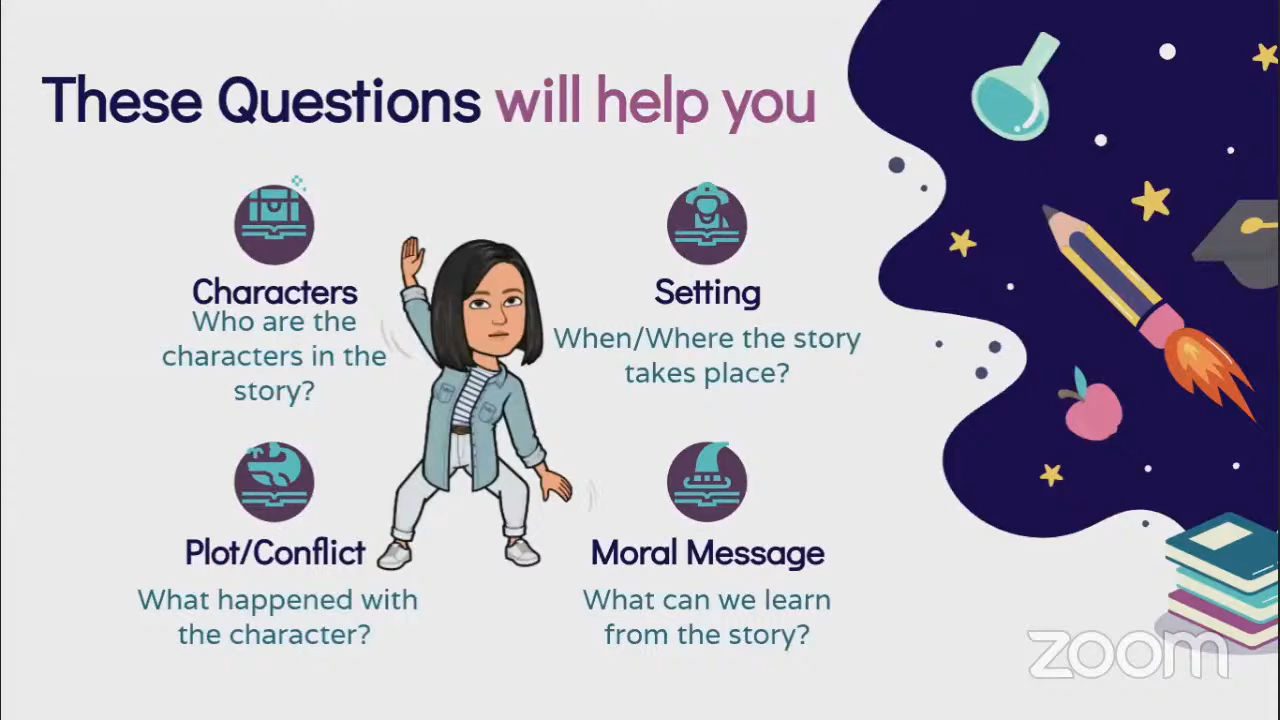 These Questions will help you
Characters
Who are the
characters in the
story?
Setting
When/Where the story
takes place?
Plot/Conflict
What happened with
the character?
Moral Message
What can we learn
from the story?
zoom